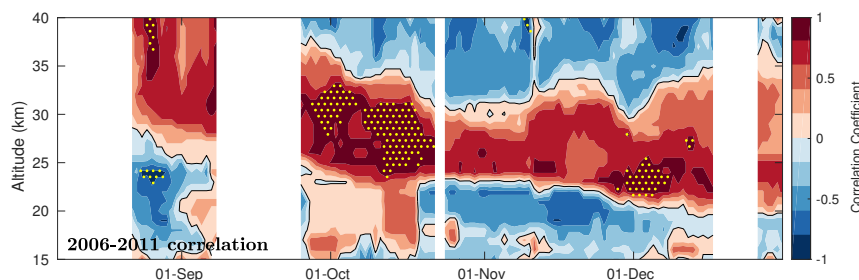 40
35
30
25
20
15
Altitude (km)
2006-2011 correlation
01-Sep
01-Oct
01-Nov
01-Dec
1
0.5
0
-0.5
-1
Correlation Coefficient